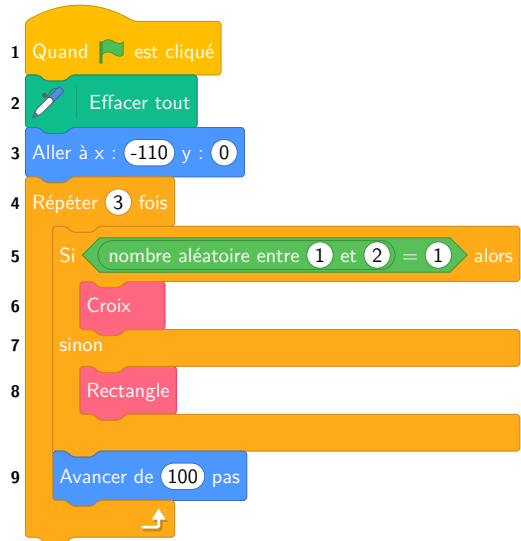 1 Quand est cliqué
2 Effacer tout
3 Aller à x : -110 y : 0
4 Répéter 3 fois
5 Si nombre aléatoire entre 1 et 2 = 1 alors
6 Croix
7 sinon
8 Rectangle
9 Avancer de 100 pas